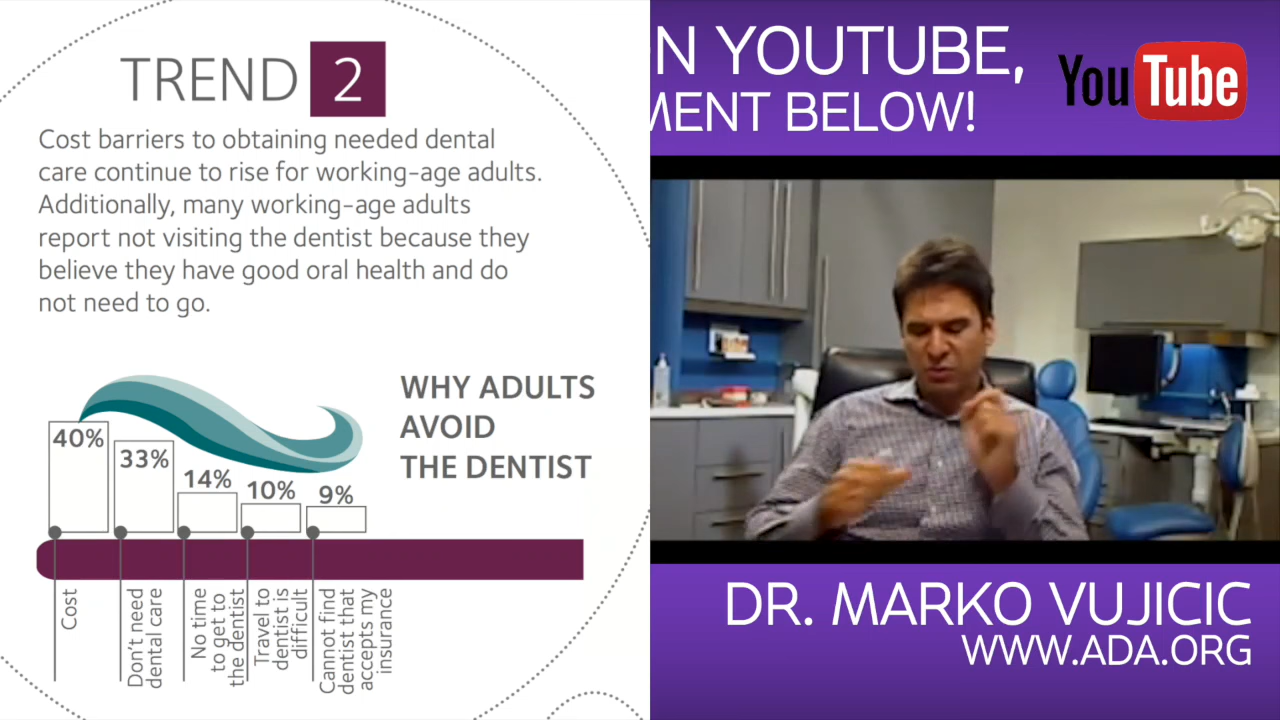 TREND 2
Cost barriers to obtaining needed dental
care continue to rise for working-age adults.
Additionally, many working-age adults
report not visiting the dentist because they
believe they have good oral health and do
not need to go.
WHY ADULTS
AVOID
THE DENTIST
40%
33%
14%
10%
9%
Cost
Don't need
dental care
No time
to get to
the dentist
Travel to
dentist is
difficult
Cannot find
dentist that
accepts my
insurance
N YOUTUBE,
MENT BELOW!
YouTube
DR. MARKO VUJICIC
WWW.ADA.ORG